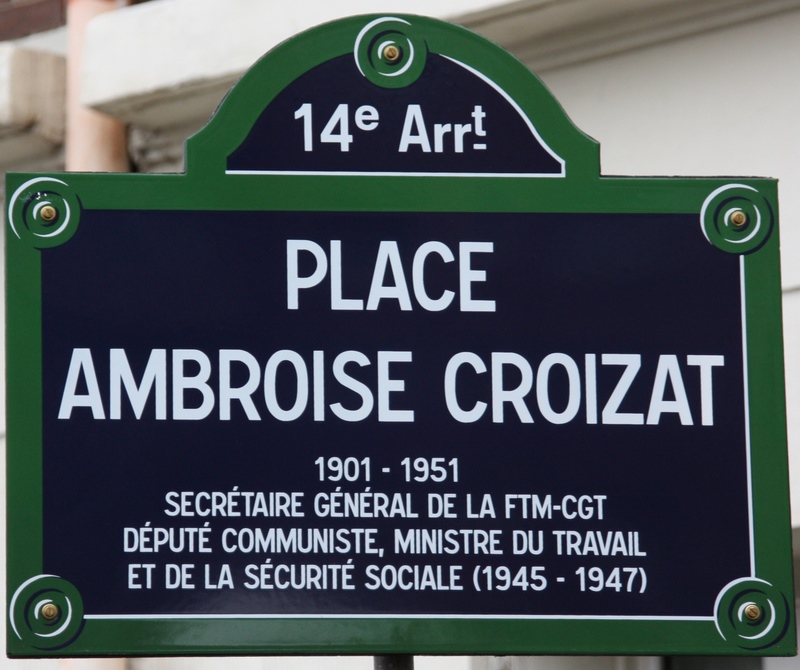 14e Arrt
PLACE
AMBROISE CROIZAT
1901 - 1951
SECRÉTAIRE GÉNÉRAL DE LA FTM-CGT
DÉPUTÉ COMMUNISTE, MINISTRE DU TRAVAIL
ET DE LA SÉCURITÉ SOCIALE (1945 - 1947)